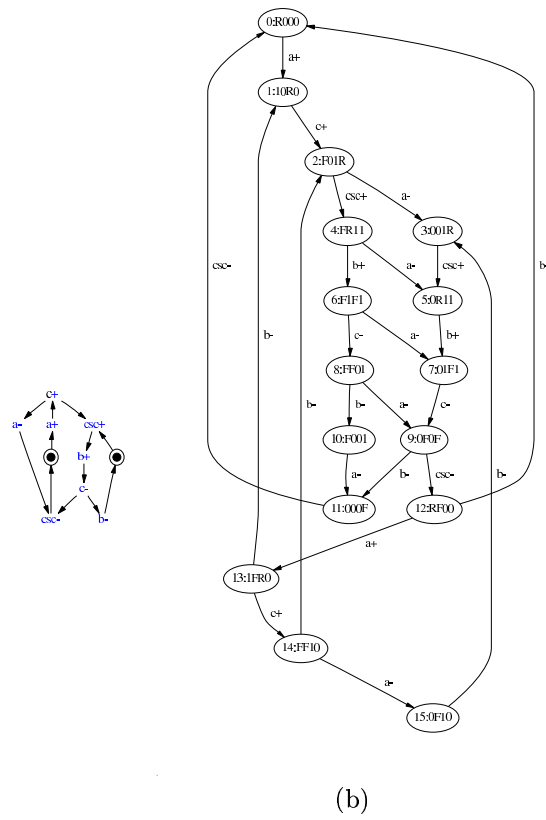 0:R000
a+
1:10R0
c+
2:F01R
csc+
a-
4:FR11
3:001R
csc-
b+
a-
csc+
b-
6:F1F1
5:0R11
b-
c-
a-
b+
8:FF01
7:01F1
c+
b-
b-
a-
c-
b-
a-
a+
csc+
10:F001
9:0F0F
b+
a-
b-
csc-
c-
11:000F
12:RF00
csc-
b-
a+
13:1FR0
c+
14:FF10
a-
15:0F10
(b)